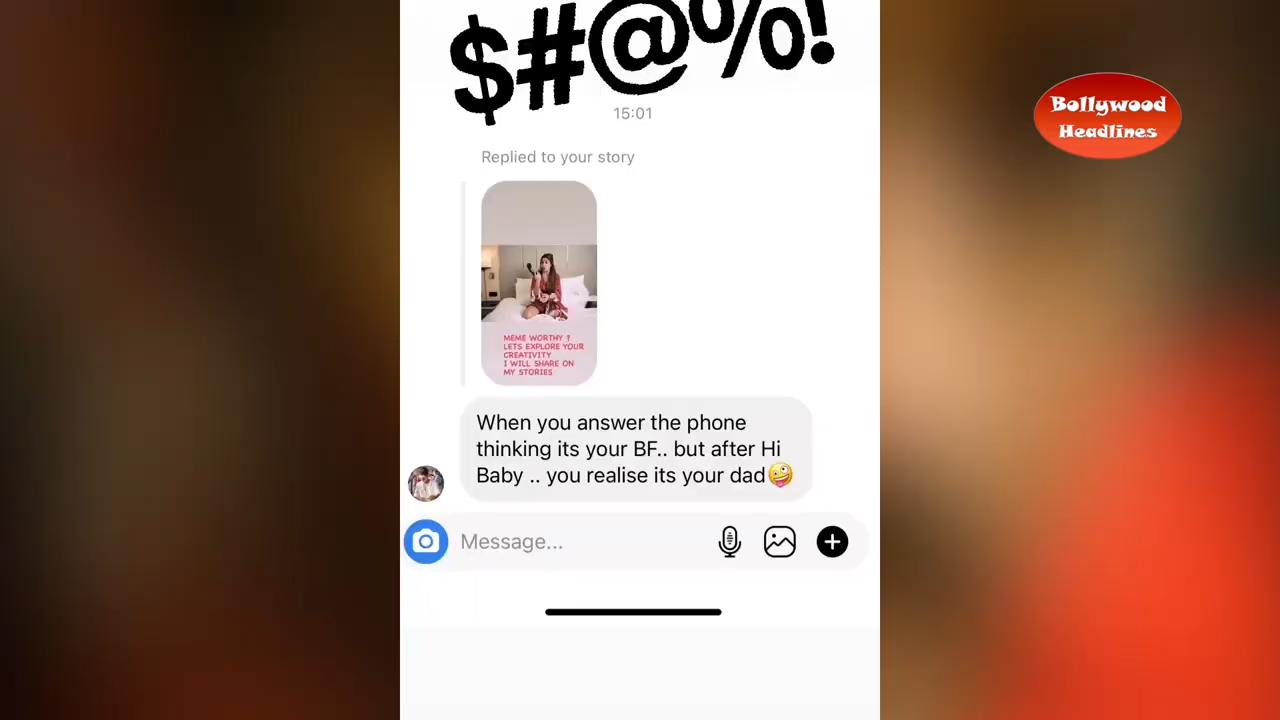 $#@%!
15:01
Bollywood
Headlines
Replied to your story
MEME WORTHY ?
LETS EXPLORE YOUR
CREATIVITY
I WILL SHARE ON
MY STORIES
When you answer the phone
thinking its your BF.. but after Hi
Baby .. you realise its your dad🤪
Message...